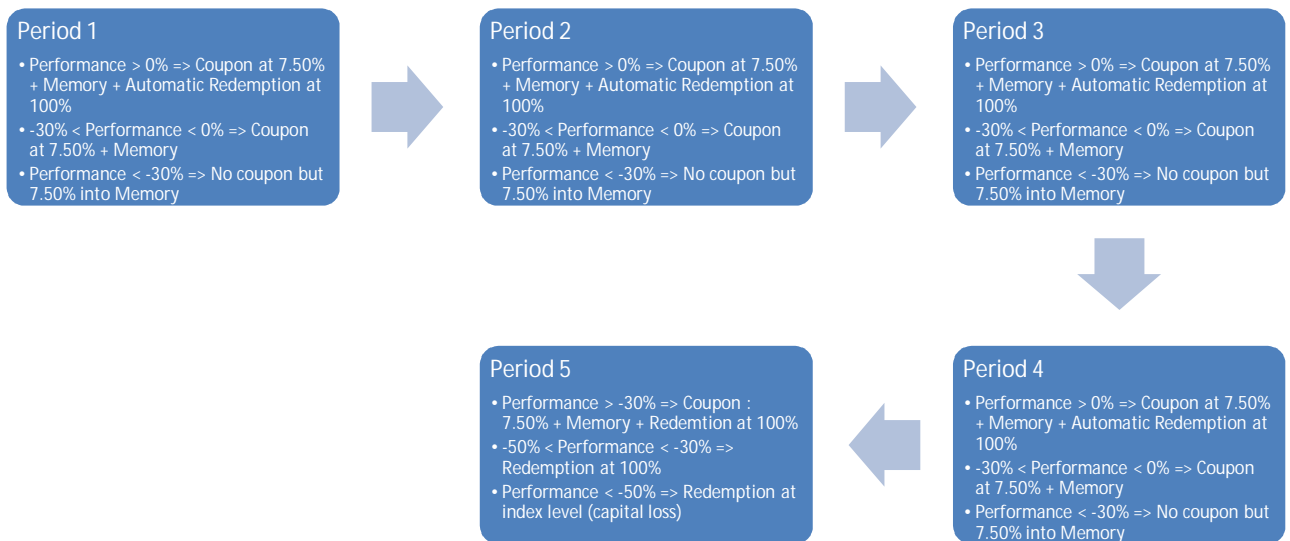 Period 1
• Performance > 0% => Coupon at 7.50%
+ Memory + Automatic Redemption at
100%
• -30% < Performance < 0% => Coupon
at 7.50% + Memory
• Performance < -30% => No coupon but
7.50% into Memory
Period 2
• Performance > 0% => Coupon at 7.50%
+ Memory + Automatic Redemption at
100%
• -30% < Performance < 0% => Coupon
at 7.50% + Memory
• Performance < -30% => No coupon but
7.50% into Memory
Period 3
• Performance > 0% => Coupon at 7.50%
+ Memory + Automatic Redemption at
100%
• -30% < Performance < 0% => Coupon
at 7.50% + Memory
• Performance < -30% => No coupon but
7.50% into Memory
Period 4
• Performance > 0% => Coupon at 7.50%
+ Memory + Automatic Redemption at
100%
• -30% < Performance < 0% => Coupon
at 7.50% + Memory
• Performance < -30% => No coupon but
7.50% into Memory
Period 5
• Performance > -30% => Coupon :
7.50% + Memory + Redemtion at 100%
• -50% < Performance < -30% =>
Redemption at 100%
• Performance < -50% => Redemption at
index level (capital loss)